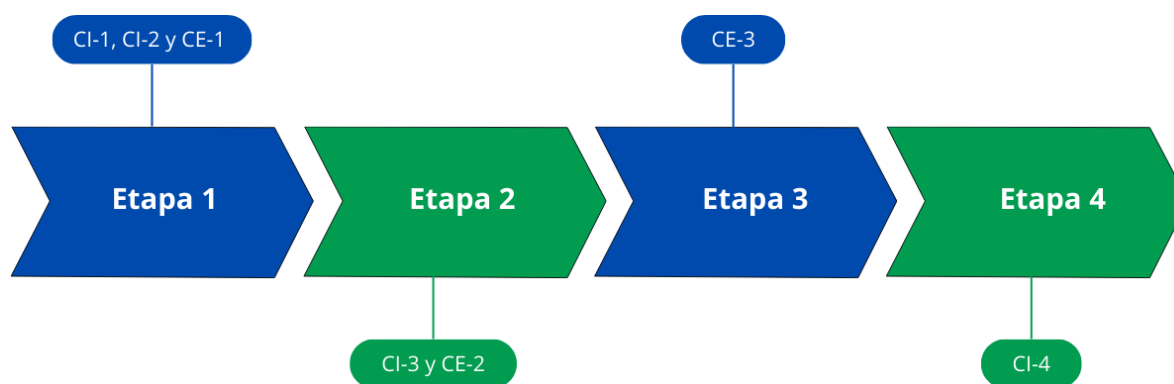 CI-1, CI-2 y CE-1
CE-3
Etapa 1
Etapa 2
Etapa 3
Etapa 4
CI-3 y CE-2
CI-4